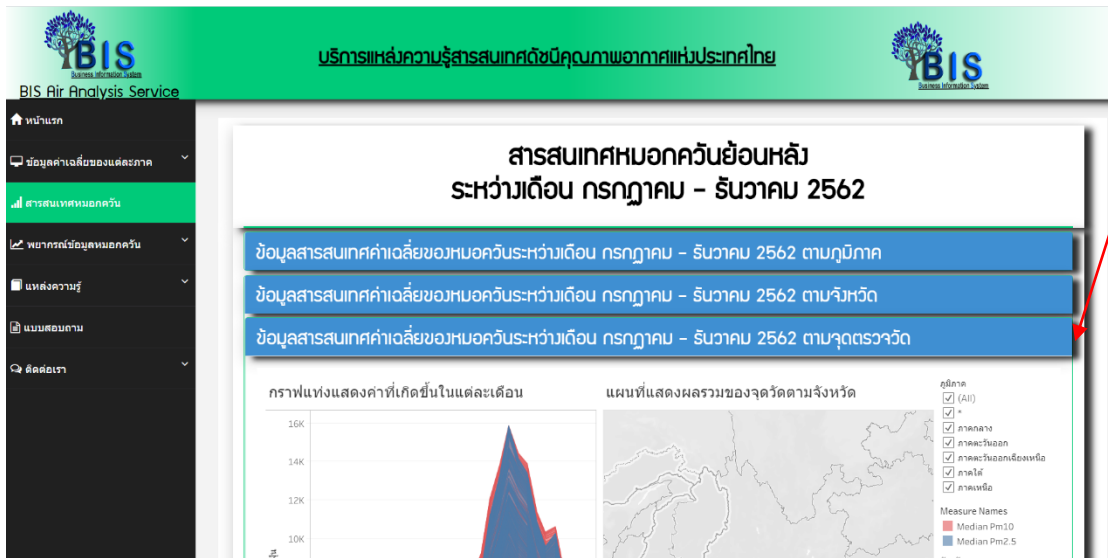 BIS
Business Information System
BIS Air Analysis Service
บริการแหล่งความรู้สารสนเทศดัชนีคุณภาพอากาศแห่งประเทศไทย
BIS
Business Information System
หน้าแรก
ข้อมูลค่าเฉลี่ยของแต่ละภาค
สารสนเทศหมอกควัน
พยากรณ์ข้อมูลหมอกควัน
แหล่งความรู้
แบบสอบถาม
ติดต่อเรา
สารสนเทศหมอกควันย้อนหลัง
ระหว่างเดือน กรกฎาคม - ธันวาคม 2562
ข้อมูลสารสนเทศค่าเฉลี่ยของหมอควันระหว่างเดือน กรกฎาคม - ธันวาคม 2562 ตามภูมิภาค
ข้อมูลสารสนเทศค่าเฉลี่ยของหมอควันระหว่างเดือน กรกฎาคม - ธันวาคม 2562 ตามจังหวัด
ข้อมูลสารสนเทศค่าเฉลี่ยของหมอควันระหว่างเดือน กรกฎาคม - ธันวาคม 2562 ตามจุดตรวจวัด
กราฟแท่งแสดงค่าที่เกิดขึ้นในแต่ละเดือน
16K
14K
12K
10K
แผนที่แสดงผลรวมของจุดวัดตามจังหวัด
ภูมิภาค
(All)
*
ภาคกลาง
ภาคตะวันออก
ภาคตะวันออกเฉียงเหนือ
ภาคใต้
ภาคเหนือ
Measure Names
Median Pm10
Median Pm2.5